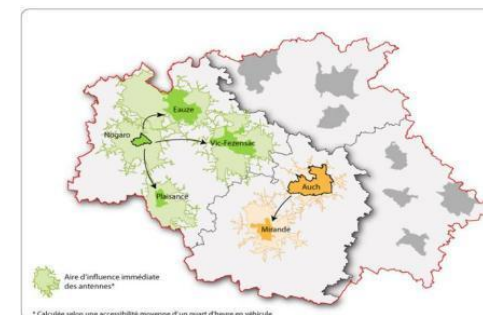 Eauze
Nogaro
Vic-Fezensac
Auch
Plaisance
Mirande
Aire d'influence immédiate
des antennes*
* Calculée selon une accessibilité moyenne d'un quart d'heure en véhicule